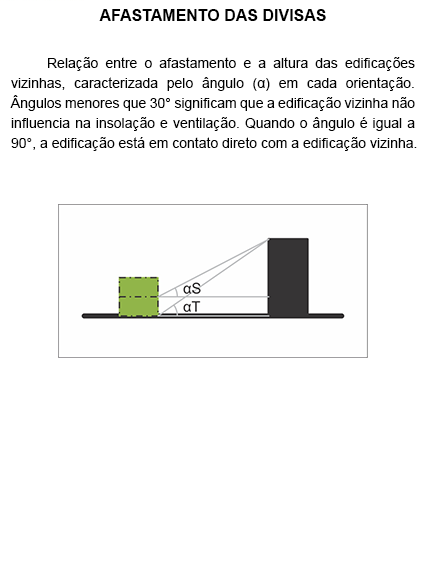 AFASTAMENTO DAS DIVISAS
Relação entre o afastamento e a altura das edificações
vizinhas, caracterizada pelo ângulo (α) em cada orientação.
Ângulos menores que 30° significam que a edificação vizinha não
influencia na insolação e ventilação. Quando o ângulo é igual a
90°, a edificação está em contato direto com a edificação vizinha.
αS
αT